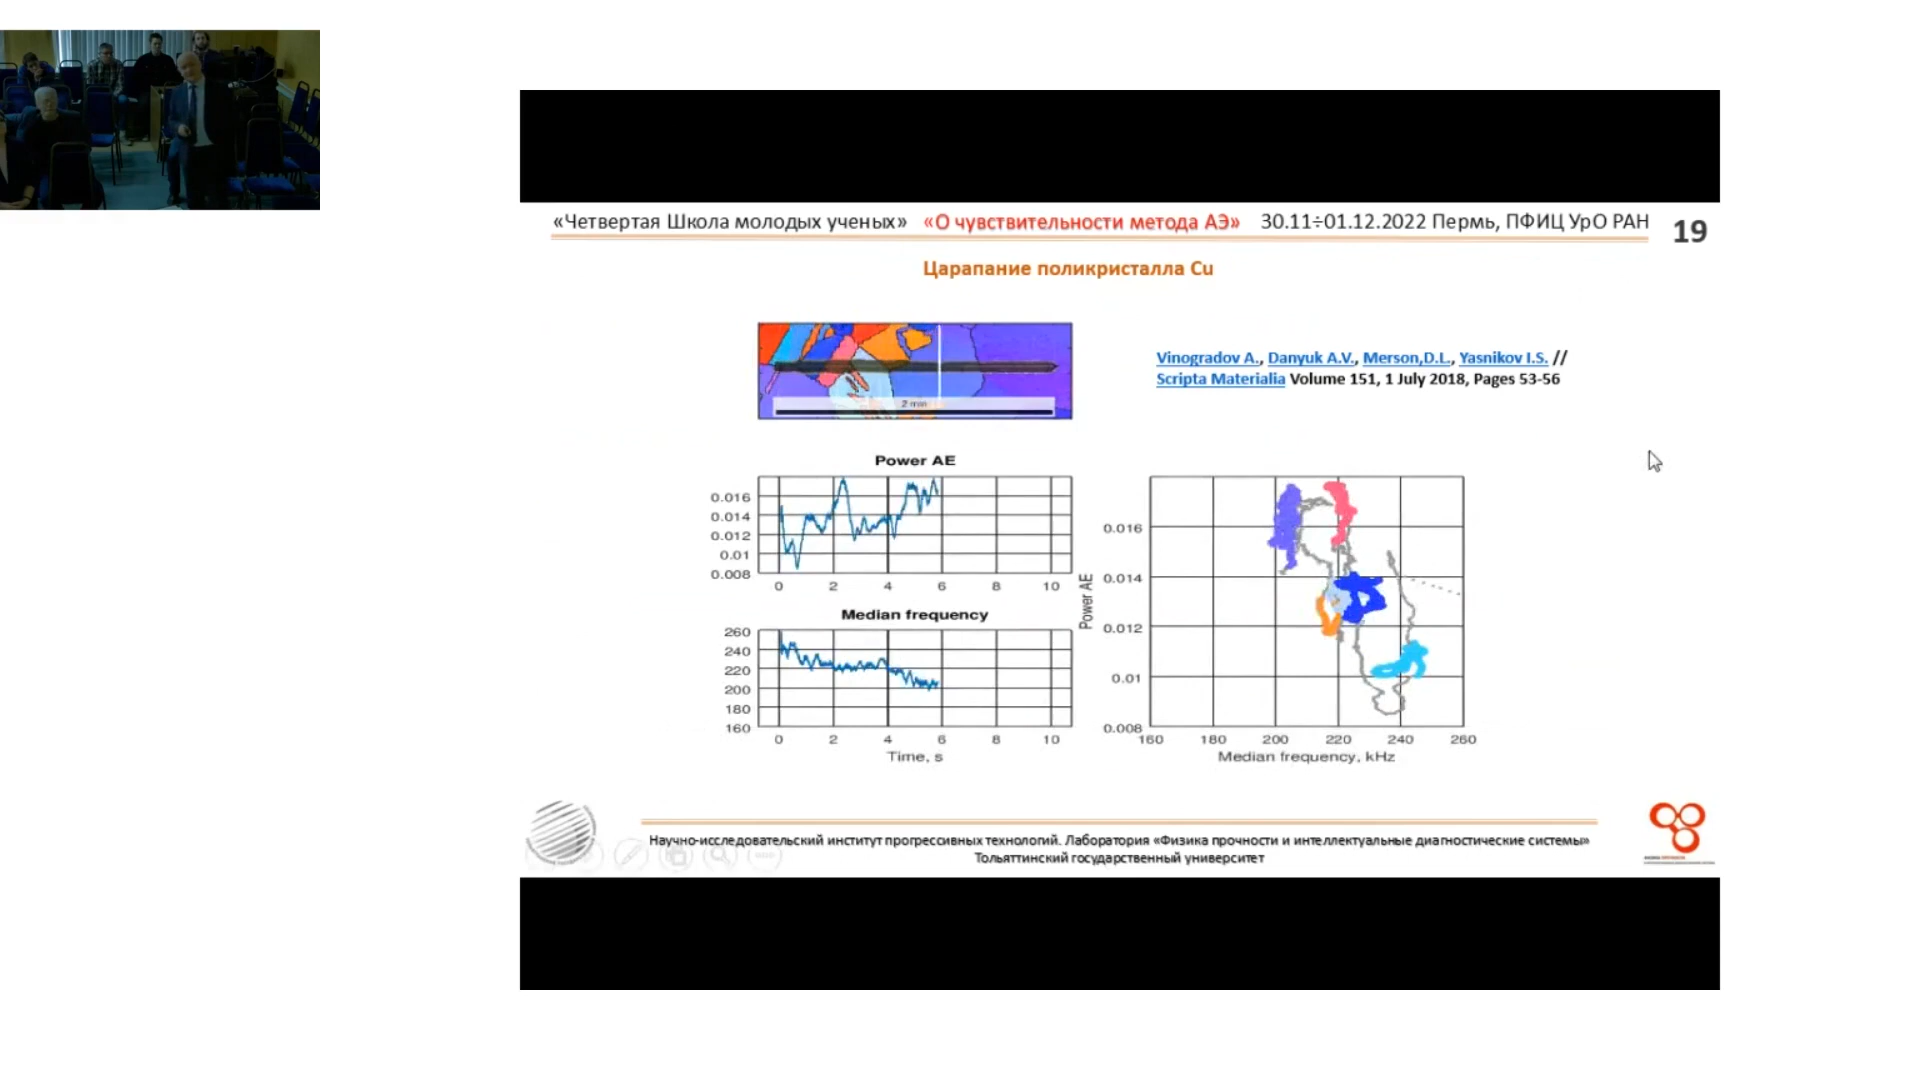 «Четвертая Школа молодых ученых» «О чувствительности метода АЭ» 30.11÷01.12.2022 Пермь, ПФИЦ УрО РАН 19
Царапание поликристалла Cu
2 mm
Vinogradov A., Danyuk A.V., Merson,D.L., Yasnikov I.S. //
Scripta Materialia Volume 151, 1 July 2018, Pages 53-56
Power AE
0.016
0.014
0.012
0.01
0.008
0 2 4 6 8 10
Median frequency
260
240
220
200
180
160
0 2 4 6 8 10
Time, s
Power AE
0.016
0.014
0.012
0.01
0.008
160 180 200 220 240 260
Median frequency, kHz
Научно-исследовательский институт прогрессивных технологий. Лаборатория «Физика прочности и интеллектуальные диагностические системы»
Тольяттинский государственный университет